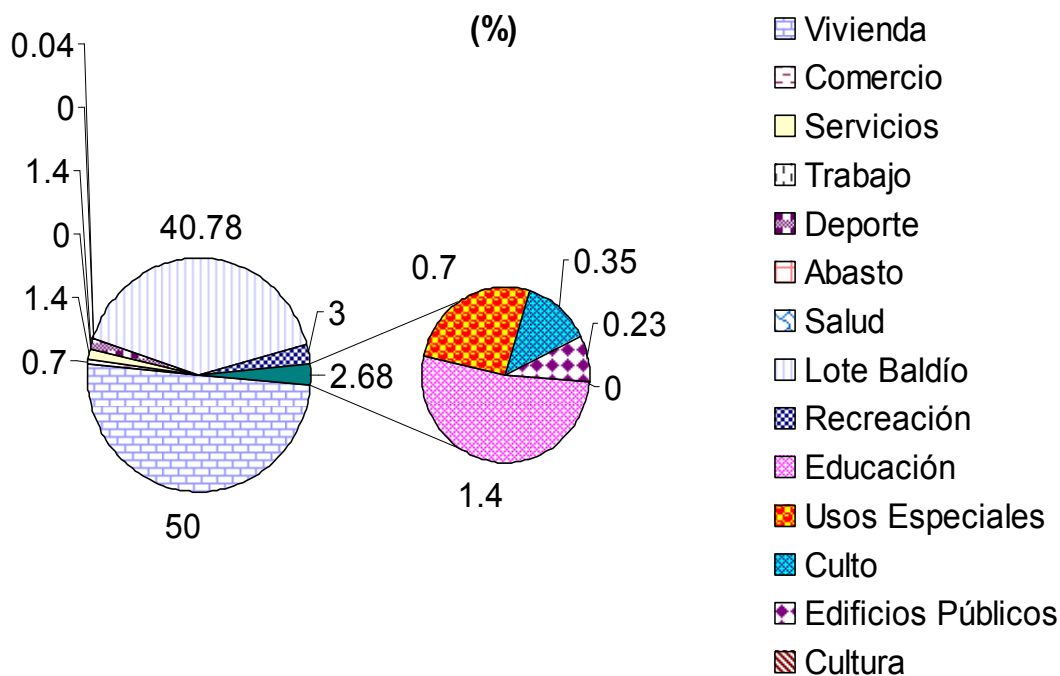 (%)
0.04
0
1.4
0
1.4
0.7
40.78
3
2.68
50
0.7
0.35
0.23
0
1.4
Vivienda
Comercio
Servicios
Trabajo
Deporte
Abasto
Salud
Lote Baldío
Recreación
Educación
Usos Especiales
Culto
Edificios Públicos
Cultura